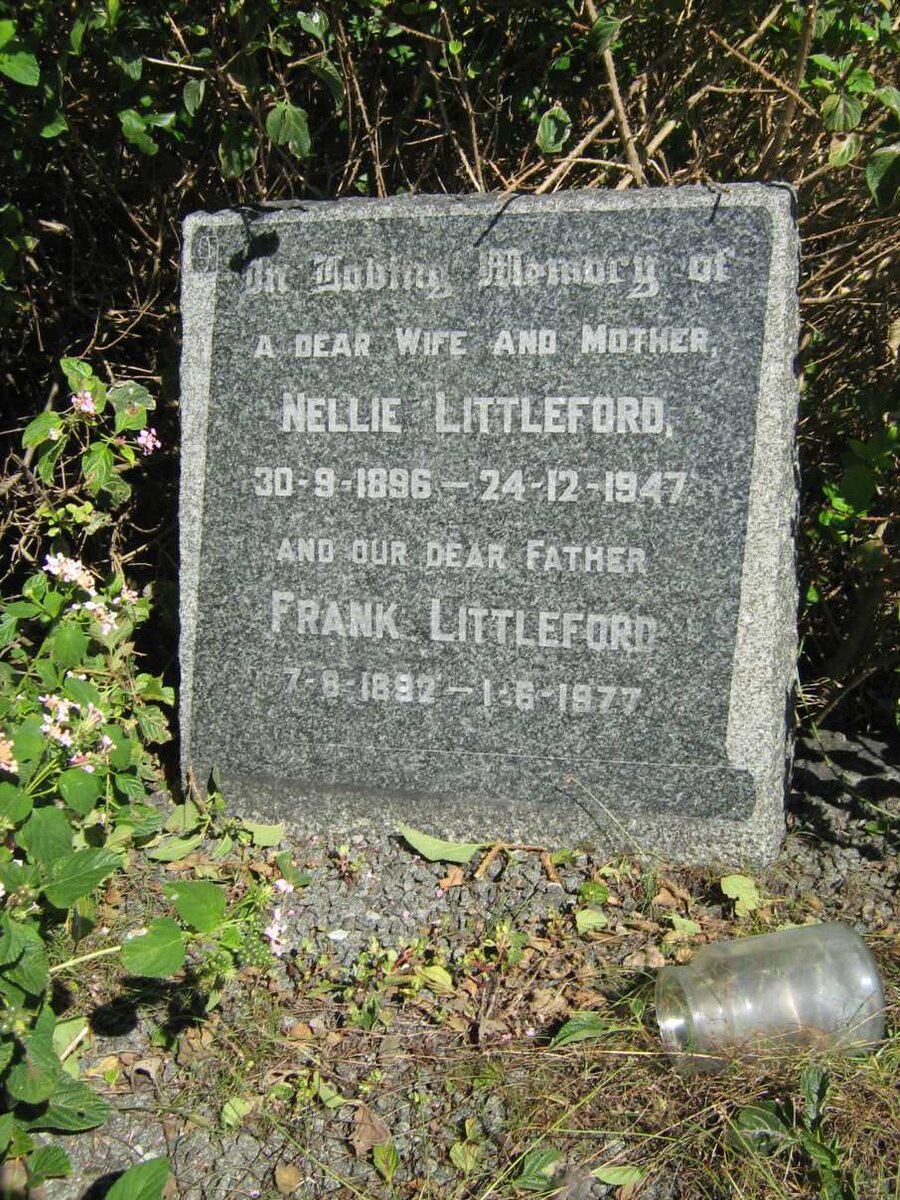 In Loving Memory of
A DEAR WIFE AND MOTHER,
NELLIE LITTLEFORD,
30-9-1896 — 24-12-1947
AND OUR DEAR FATHER
FRANK LITTLEFORD
7-8-1892 — 1-6-1977